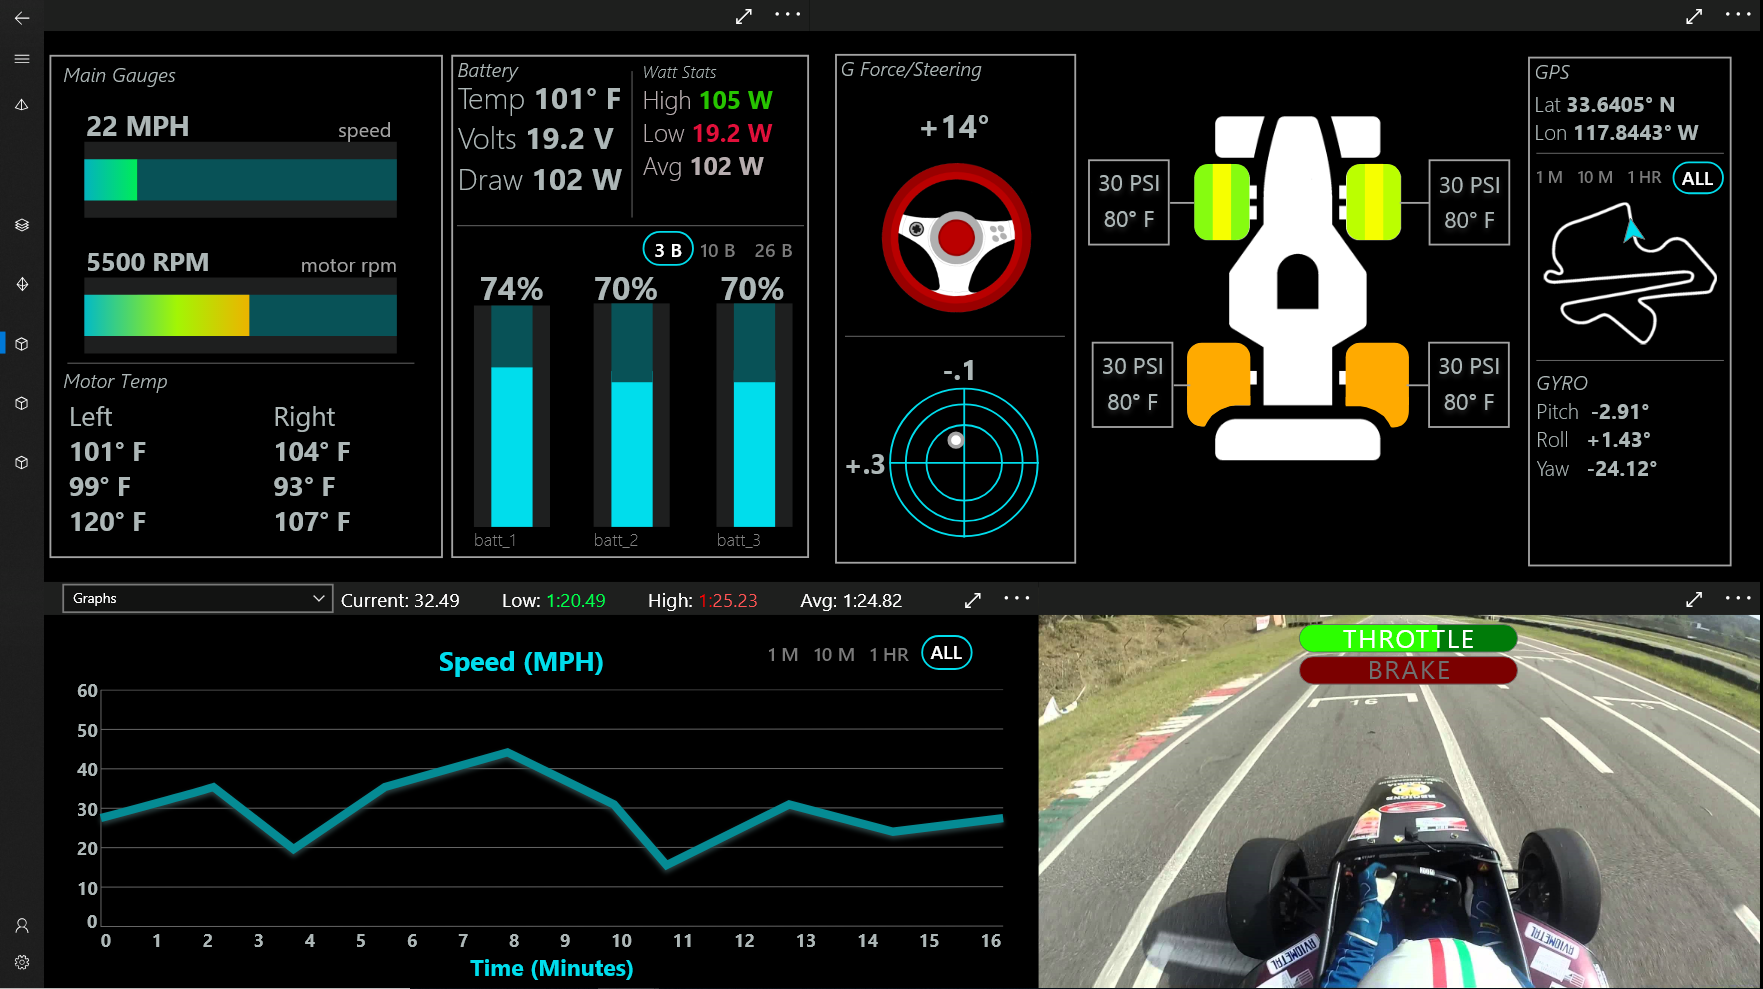 Main Gauges
22 MPH
speed
5500 RPM
motor rpm
Motor Temp
Left
Right
101° F
104° F
99° F
93° F
120° F
107° F
Battery
Temp 101° F
Volts 19.2 V
Draw 102 W
Watt Stats
High 105 W
Low 19.2 W
Avg 102 W
3 B
10 B
26 B
74%
70%
70%
batt_1
batt_2
batt_3
G Force/Steering
+14°
-.1
+.3
30 PSI
80° F
30 PSI
80° F
30 PSI
80° F
30 PSI
80° F
GPS
Lat 33.6405° N
Lon 117.8443° W
1 M
10 M
1 HR
ALL
GYRO
Pitch -2.91°
Roll +1.43°
Yaw -24.12°
Graphs
Current: 32.49
Low: 1:20.49
High: 1:25.23
Avg: 1:24.82
Speed (MPH)
1 M
10 M
1 HR
ALL
60
50
40
30
20
10
0
0 1 2 3 4 5 6 7 8 9 10 11 12 13 14 15 16
Time (Minutes)
THROTTLE
BRAKE
16
15
REGIONS
AVIOMETAL
AVIOMETAL